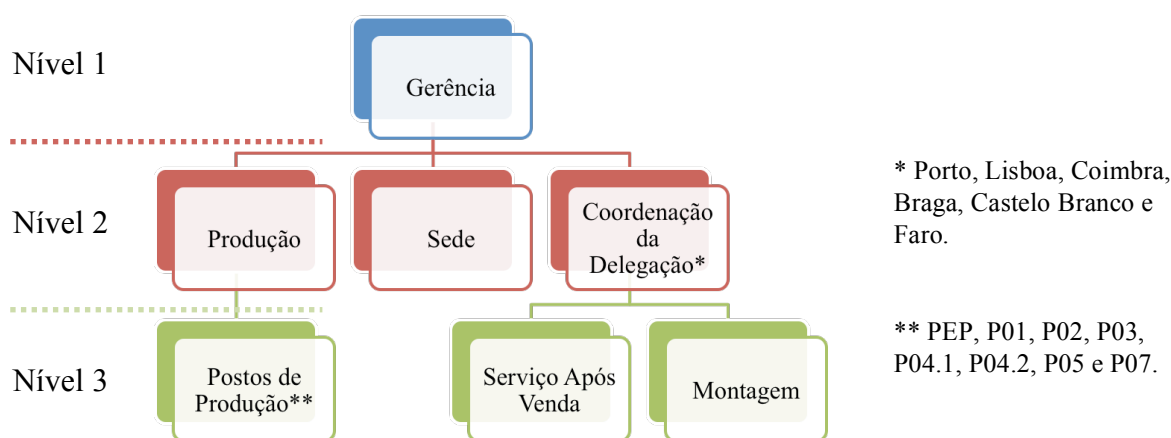 Nível 1
Gerência
Nível 2
Produção
Sede
Coordenação
da
Delegação*
* Porto, Lisboa, Coimbra,
Braga, Castelo Branco e
Faro.
Nível 3
Postos de
Produção**
Serviço Após
Venda
Montagem
** PEP, P01, P02, P03,
P04.1, P04.2, P05 e P07.